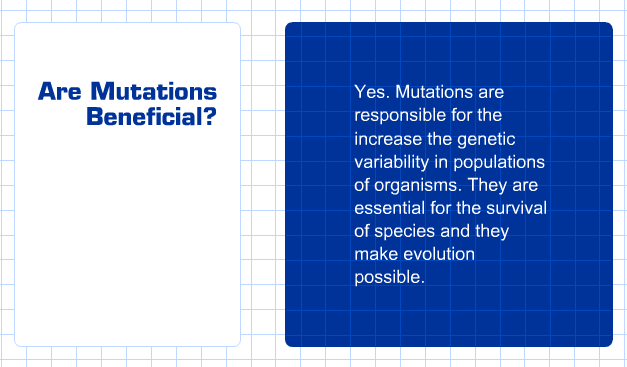 Are Mutations
Beneficial?
Yes. Mutations are
responsible for the
increase the genetic
variability in populations
of organisms. They are
essential for the survival
of species and they
make evolution
possible.